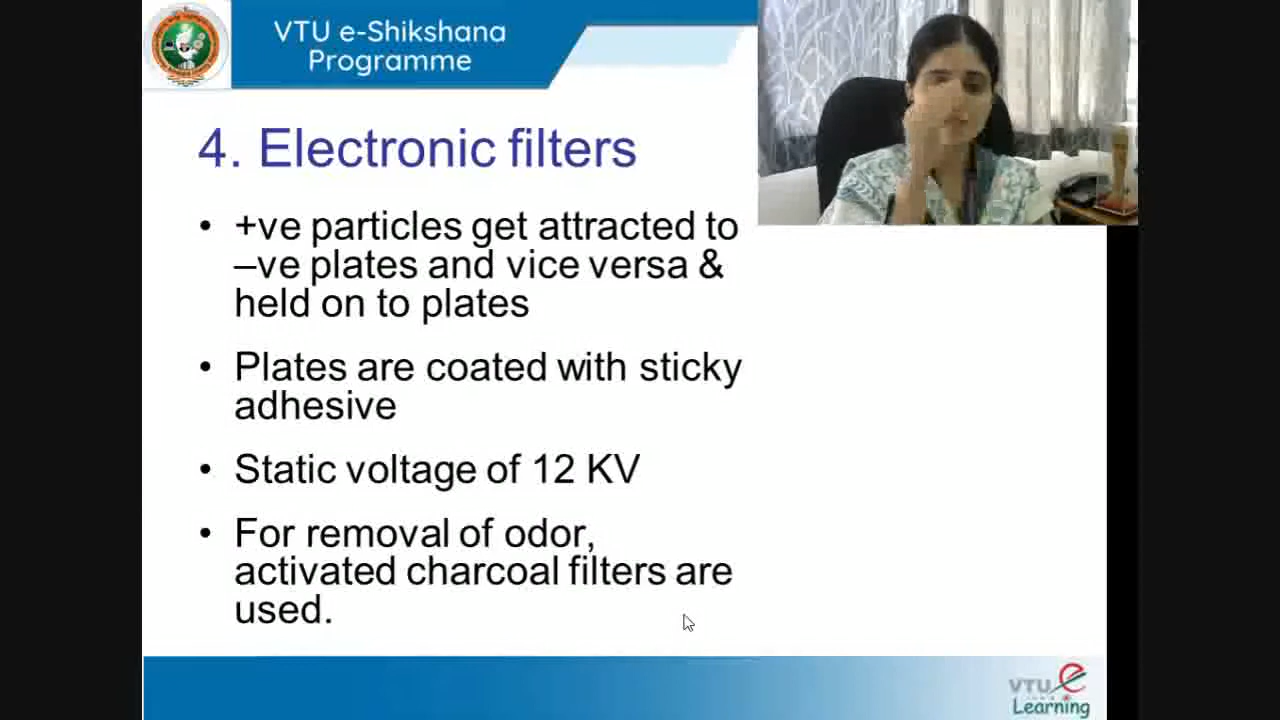 VTU e-Shikshana
Programme
4. Electronic filters
• +ve particles get attracted to
–ve plates and vice versa &
held on to plates
• Plates are coated with sticky
adhesive
• Static voltage of 12 KV
• For removal of odor,
activated charcoal filters are
used.
VTU e
Learning